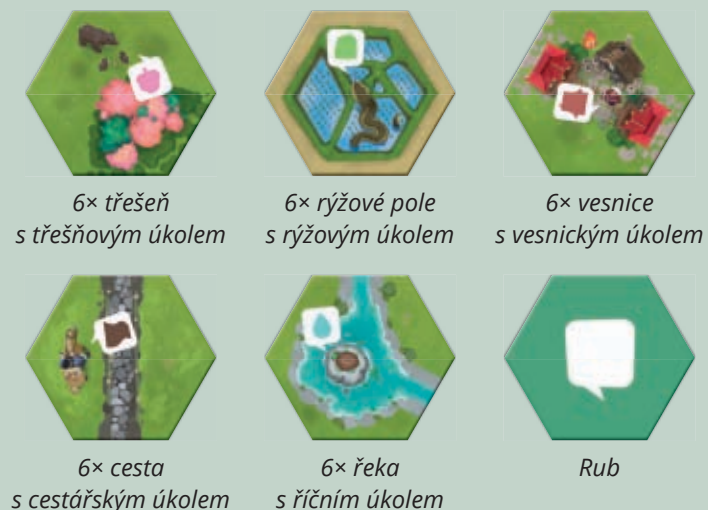 6× třešeň
s třešňovým úkolem
6× rýžové pole
s rýžovým úkolem
6× vesnice
s vesnickým úkolem
6× cesta
s cestářským úkolem
6× řeka
s říčním úkolem
Rub